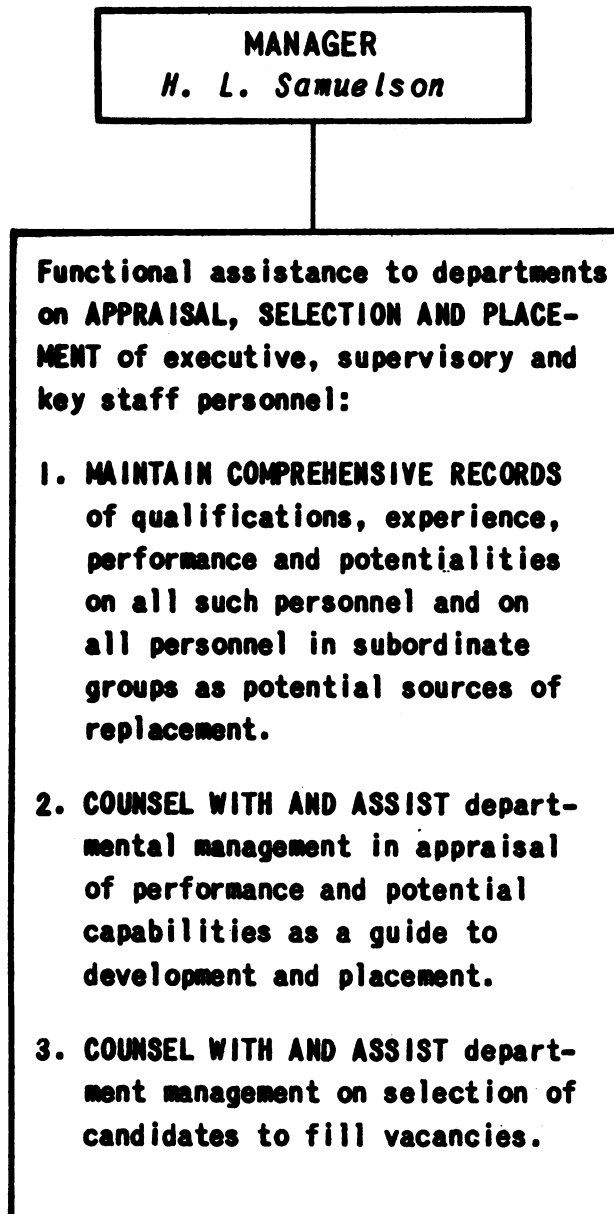 MANAGER
H. L. Samuelson
Functional assistance to departments
on APPRAISAL, SELECTION AND PLACE-
MENT of executive, supervisory and
key staff personnel:
1. MAINTAIN COMPREHENSIVE RECORDS
of qualifications, experience,
performance and potentialities
on all such personnel and on
all personnel in subordinate
groups as potential sources of
replacement.
2. COUNSEL WITH AND ASSIST depart-
mental management in appraisal
of performance and potential
capabilities as a guide to
development and placement.
3. COUNSEL WITH AND ASSIST depart-
ment management on selection of
candidates to fill vacancies.